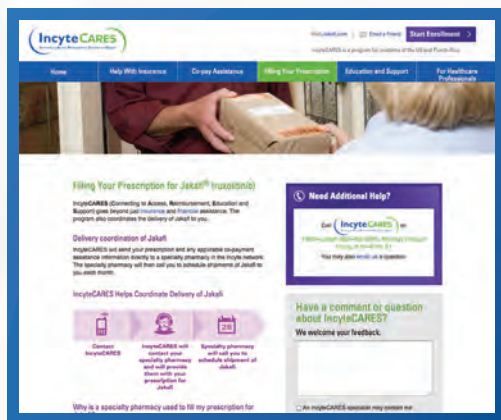 IncyteCARES
Visit Jakafi.com | Email a Friend Start Enrollment >
IncyteCARES is a program for residents of the US and Puerto Rico.
Home Help With Insurance Co-pay Assistance Filling Your Prescription Education and Support For Healthcare
Professionals
Filling Your Prescription for Jakafi® (ruxolitinib)
IncyteCARES (Connecting to Access, Reimbursement, Education and
Support) goes beyond just insurance and financial assistance. The
program also coordinates the delivery of Jakafi to you.
Delivery coordination of Jakafi
IncyteCARES will send your prescription and any applicable co-payment
assistance information directly to a specialty pharmacy in the Incyte network.
The specialty pharmacy will then call you to schedule shipments of Jakafi to
you each month.
IncyteCARES Helps Coordinate Delivery of Jakafi
28
Contact
IncyteCARES
IncyteCARES will
contact your
specialty pharmacy
and will provide
them with your
prescription for
Jakafi
Specialty pharmacy
will call you to
schedule shipment of
Jakafi
Why is a specialty pharmacy used to fill my prescription for
Need Additional Help?
Call IncyteCARES at
You may also email us a question
Have a comment or question
about IncyteCARES?
We welcome your feedback.
An IncyteCARES specialist may contact me